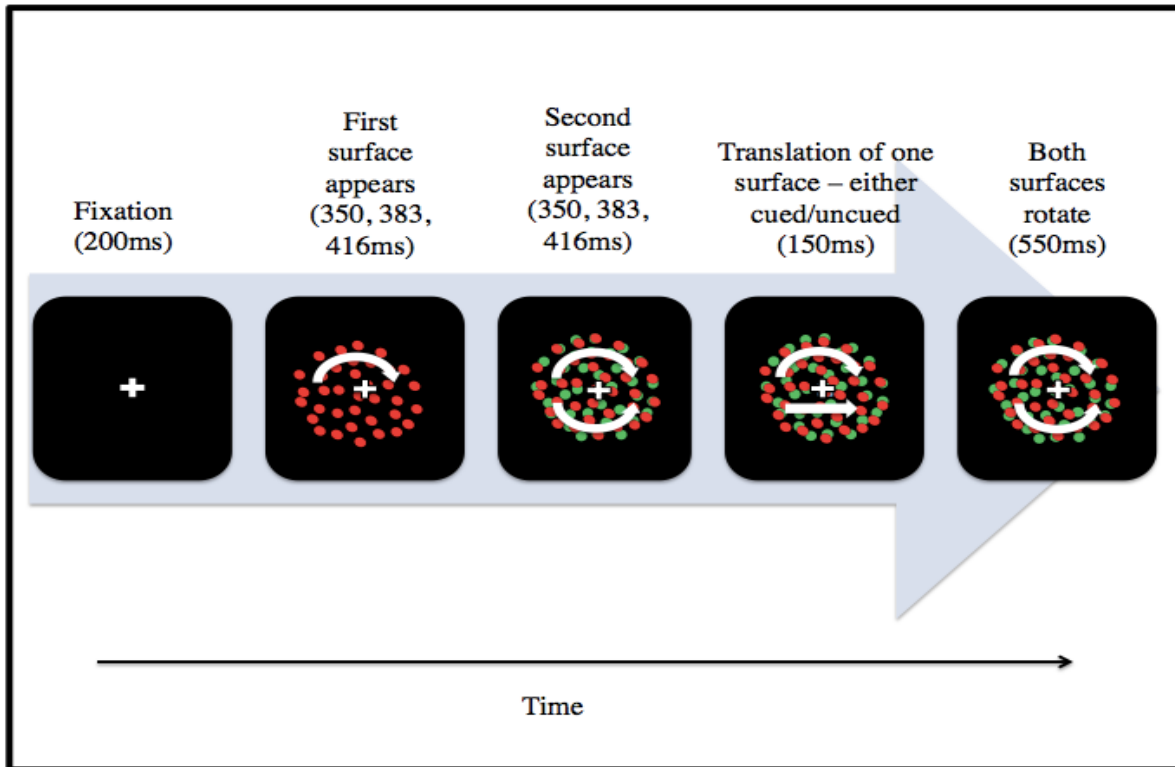 Fixation
(200ms)
First
surface
appears
(350, 383,
416ms)
Second
surface
appears
(350, 383,
416ms)
Translation of one
surface – either
cued/uncued
(150ms)
Both
surfaces
rotate
(550ms)
Time